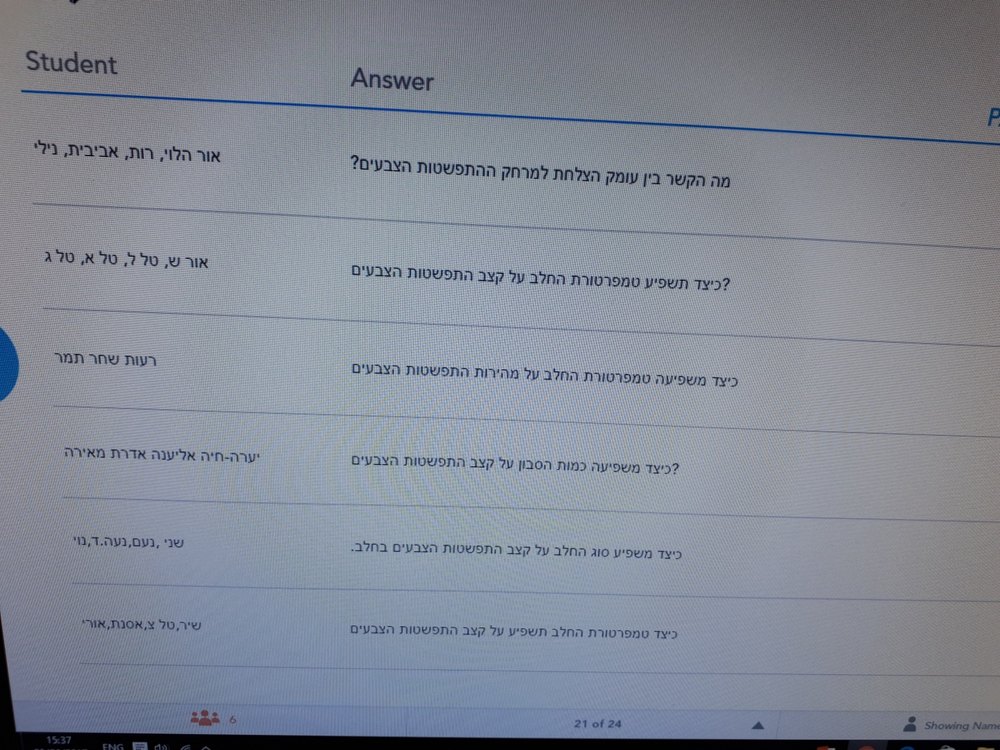 Student
Answer
אור הלוי, רות, אביבית, נילי
מה הקשר בין עומק הצלחת למרחק ההתפשטות הצבעים?
אור ש, טל ל, טל א, טל ג
?כיצד תשפיע טמפרטורת החלב על קצב התפשטות הצבעים
רעות שחר תמר
כיצד משפיעה טמפרטורת החלב על מהירות התפשטות הצבעים
יערה-חיה אליענה אדרת מאירה
?כיצד משפיעה כמות הסבון על קצב התפשטות הצבעים
שני ,נעם,נעה.ד,נוי
כיצד משפיע סוג החלב על קצב התפשטות הצבעים בחלב.
שיר,טל צ,אסנת,אורי
כיצד טמפרטורת החלב תשפיע על קצב התפשטות הצבעים
6
21 of 24
Showing
15:37
ENG